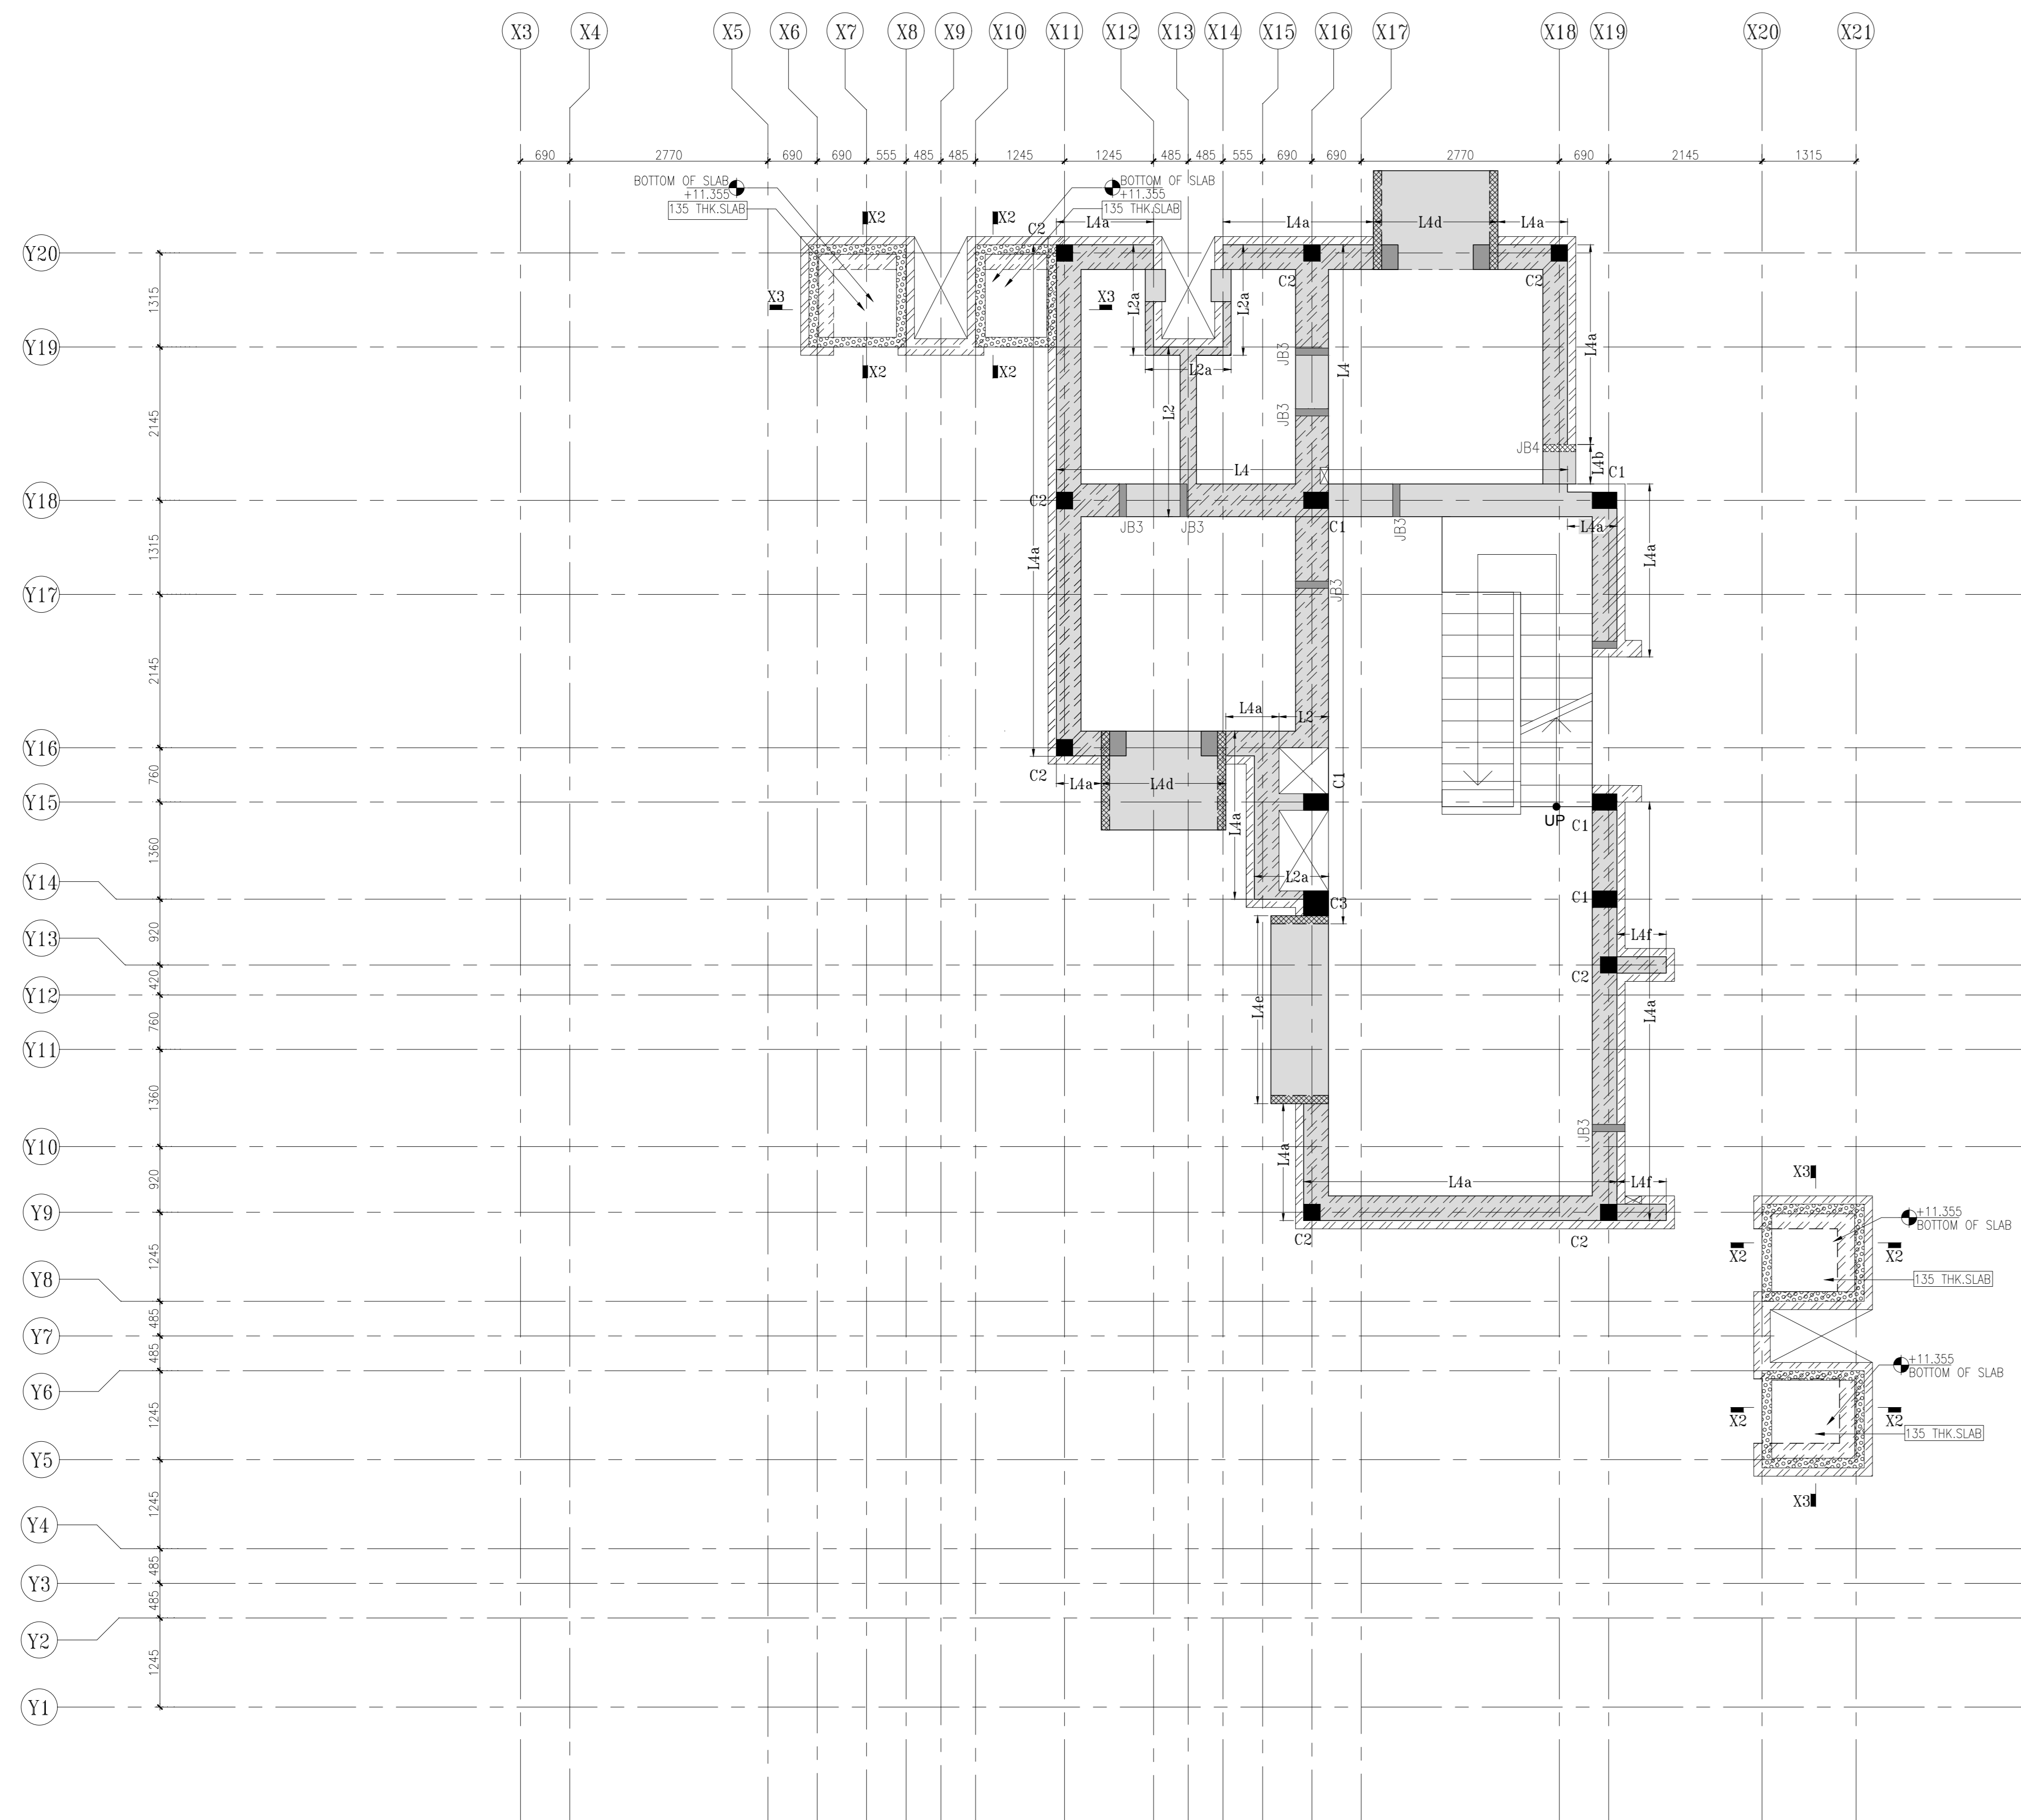 X3 X4 X5 X6 X7 X8 X9 X10 X11 X12 X13 X14 X15 X16 X17 X18 X19 X20 X21
690 2770 690 690 555 485 485 1245 1245 485 485 555 690 690 2770 690 2145 1315
BOTTOM OF SLAB
+11.355
135 THK.SLAB
BOTTOM OF SLAB
+11.355
135 THK.SLAB
X2 X2 C2 L4a L4a L4d L4a
Y20
C2 C2
1315
X3 X3 L2a L2a
L4a
Y19
JB3 L4
X2 X2 L2a
2145
L2 JB3
JB4 L4b
L4 C1
Y18
C2
JB3 JB3 C1 JB3 L4a
1315
L4a L4a
Y17
JB3
2145
L4a L2
Y16
760
C2 L4a L4d C1
Y15
L4a UP C1
1360
L2a
Y14
C3 C1
920
L4f
Y13
420
C2
Y12
L4e L4a
760
Y11
1360
JB3
Y10
L4a
920
X3
L4a L4f
Y9
C2 C2
+11.355
BOTTOM OF SLAB
1245
X2 X2
Y8
135 THK.SLAB
485
Y7
485
+11.355
BOTTOM OF SLAB
Y6
1245
X2 X2
135 THK.SLAB
Y5
1245
X3
Y4
485
Y3
485
Y2
1245
Y1